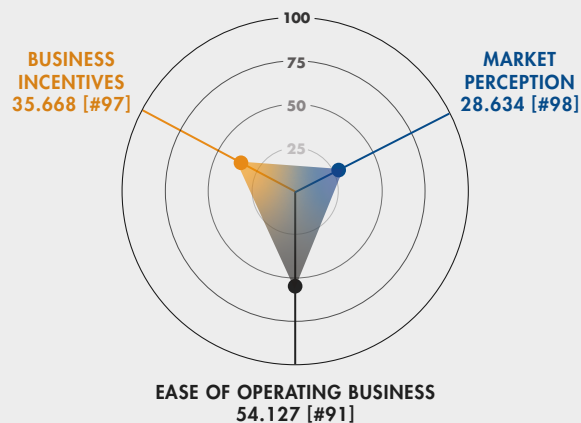 100
75
50
25
BUSINESS
INCENTIVES
35.668 [#97]
MARKET
PERCEPTION
28.634 [#98]
EASE OF OPERATING BUSINESS
54.127 [#91]